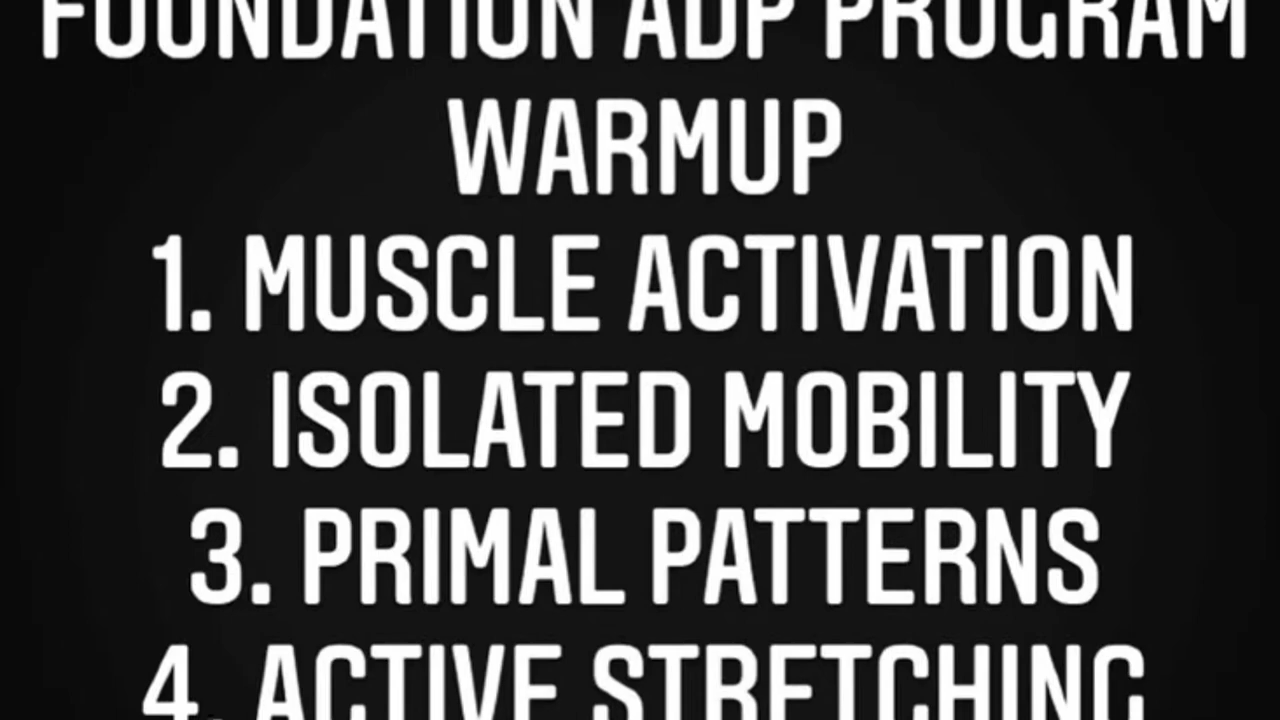 FOUNDATION ADP PROGRAM
WARMUP
1. MUSCLE ACTIVATION
2. ISOLATED MOBILITY
3. PRIMAL PATTERNS
4. ACTIVE STRETCHING